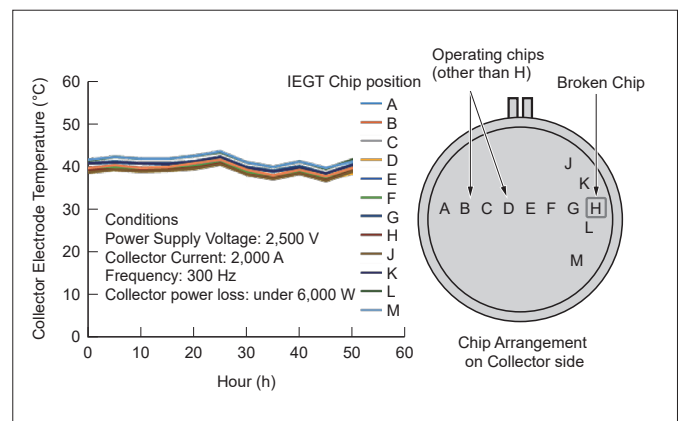 Operating chips
(other than H)
Broken Chip
IEGT Chip position
A
B
C
D
E
F
G
H
J
K
L
M
Collector Electrode Temperature (°C)
60
50
40
30
20
10
0
Conditions
Power Supply Voltage: 2,500 V
Collector Current: 2,000 A
Frequency: 300 Hz
Collector power loss: under 6,000 W
0 10 20 30 40 50 60
Hour (h)
J
K
A B C D E F G H
L
M
Chip Arrangement
on Collector side